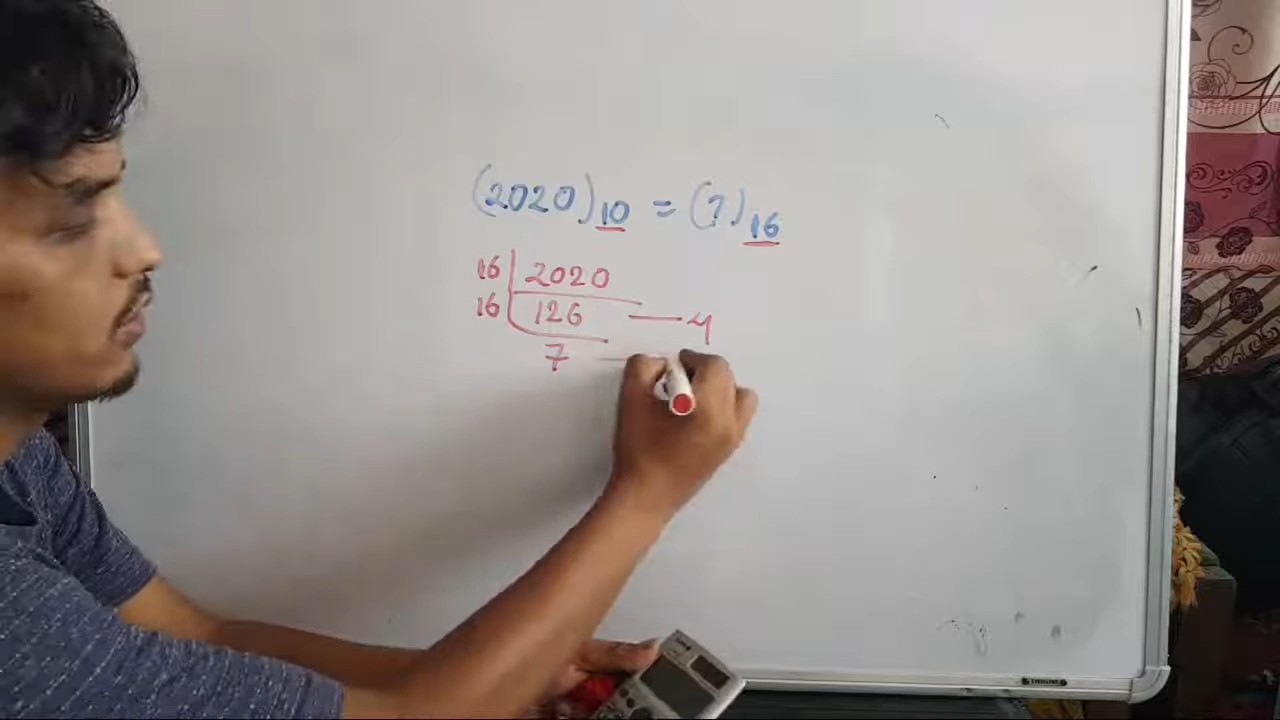 (2020)10 = (?)16
16 2020
16 126 — 4
7 —